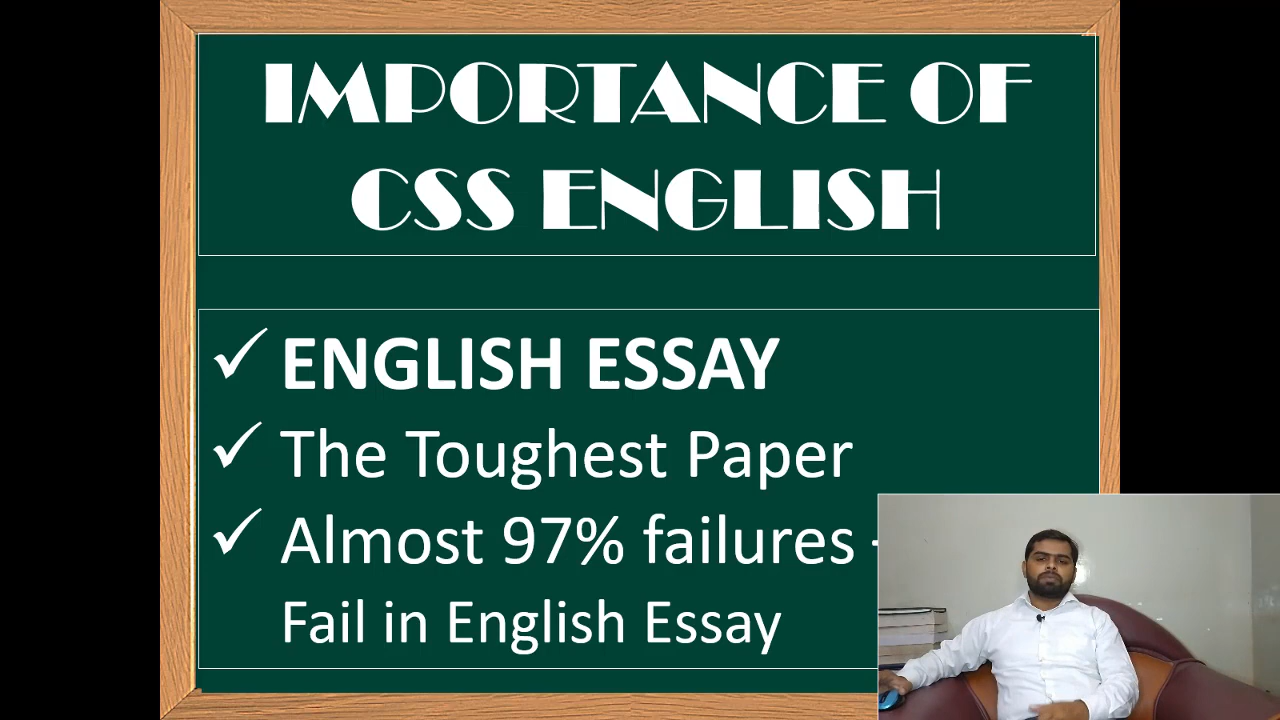 IMPORTANCE OF
CSS ENGLISH
✓ ENGLISH ESSAY
✓ The Toughest Paper
✓ Almost 97% failures -
Fail in English Essay